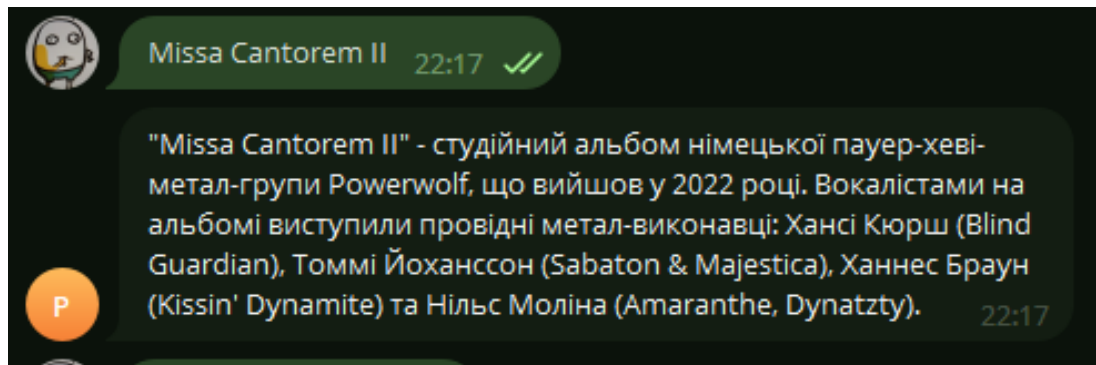 Missa Cantorem II 22:17
"Missa Cantorem II" - студійний альбом німецької пауер-хеві-
метал-групи Powerwolf, що вийшов у 2022 році. Вокалістами на
альбомі виступили провідні метал-виконавці: Хансі Кюрш (Blind
Guardian), Томмі Йоханссон (Sabaton & Majestica), Ханнес Браун
(Kissin' Dynamite) та Нільс Моліна (Amaranthe, Dynatzty).
22:17
P